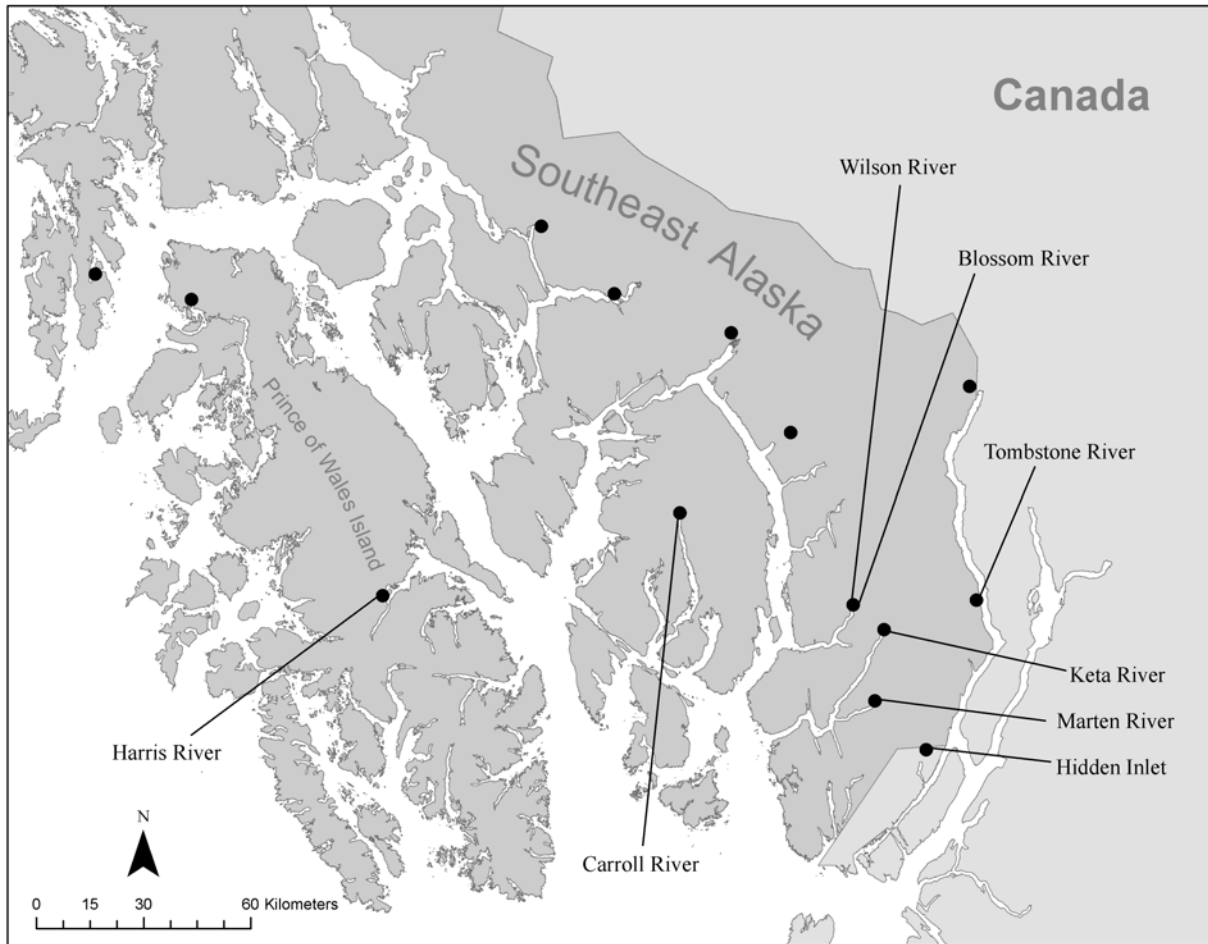 Canada
Wilson River
Southeast Alaska
Blossom River
Prince of Wales Island
Tombstone River
Keta River
Marten River
Harris River
Hidden Inlet
N
Carroll River
0 15 30 60 Kilometers